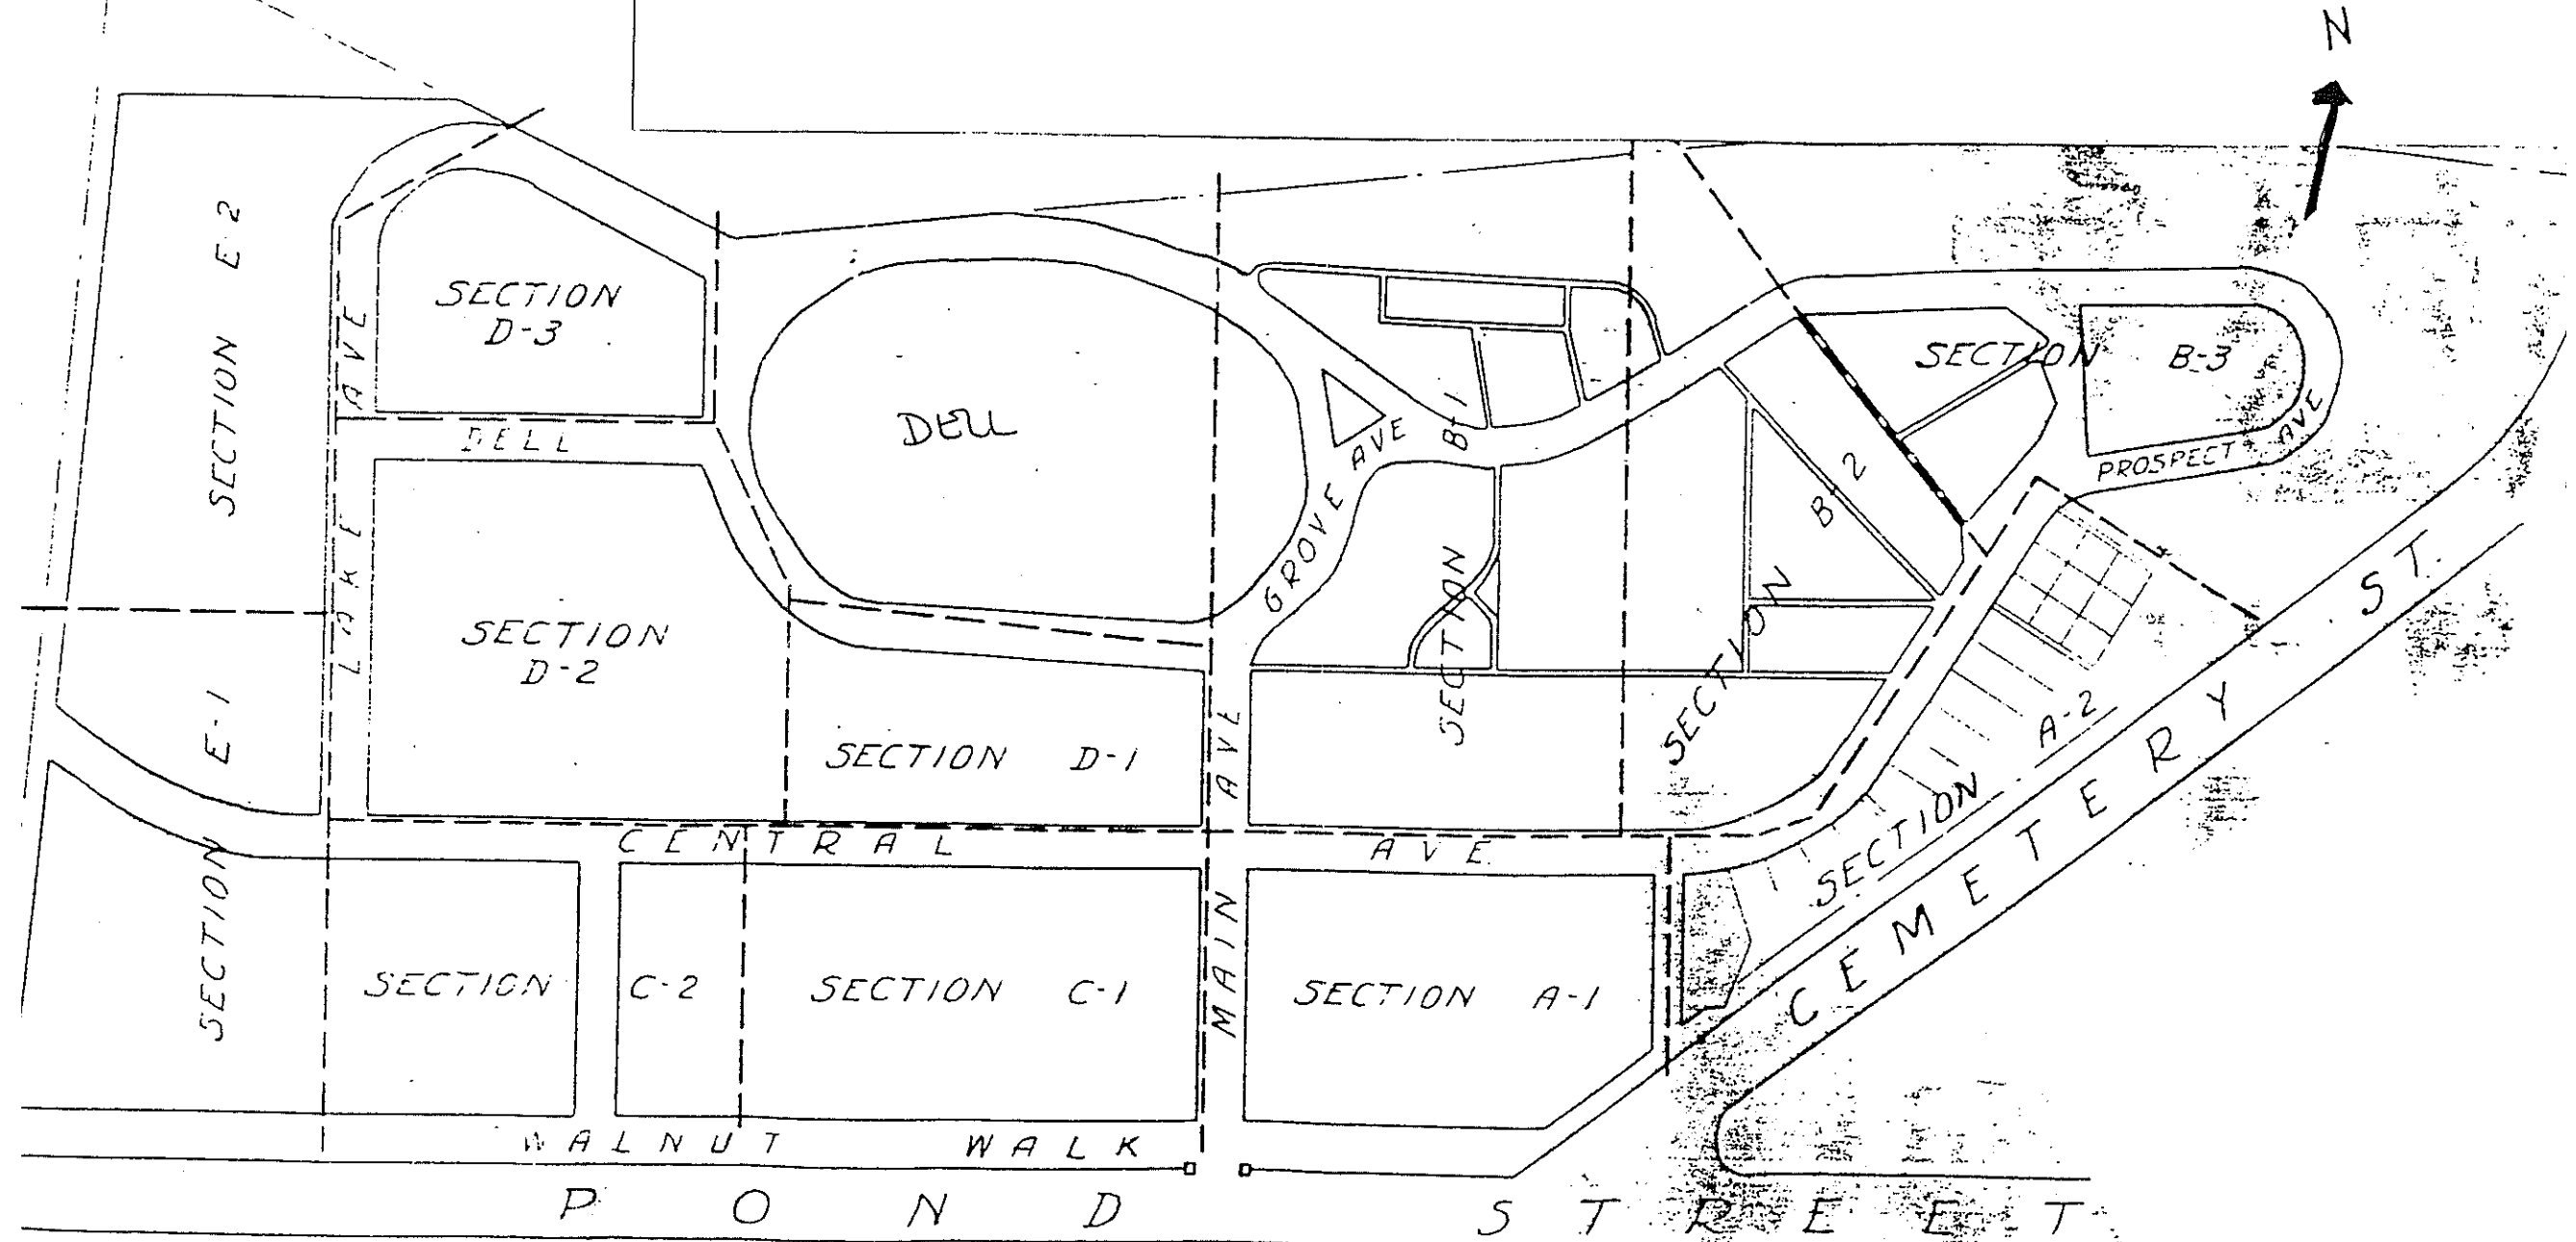 N
SECTION E-2
AVE
SECTION
D-3
DELL
DELL
LAKE
SECTION
D-2
SECTION D-1
GROVE AVE
SECTION B-1
SECTION B-2
SECTION B-3
PROSPECT AVE
SECTION E-1
CENTRAL AVE
MAIN AVE
SECTION C-2
SECTION C-1
SECTION A-1
SECTION A-2
CEMETERY ST.
WALNUT WALK
POND STREET